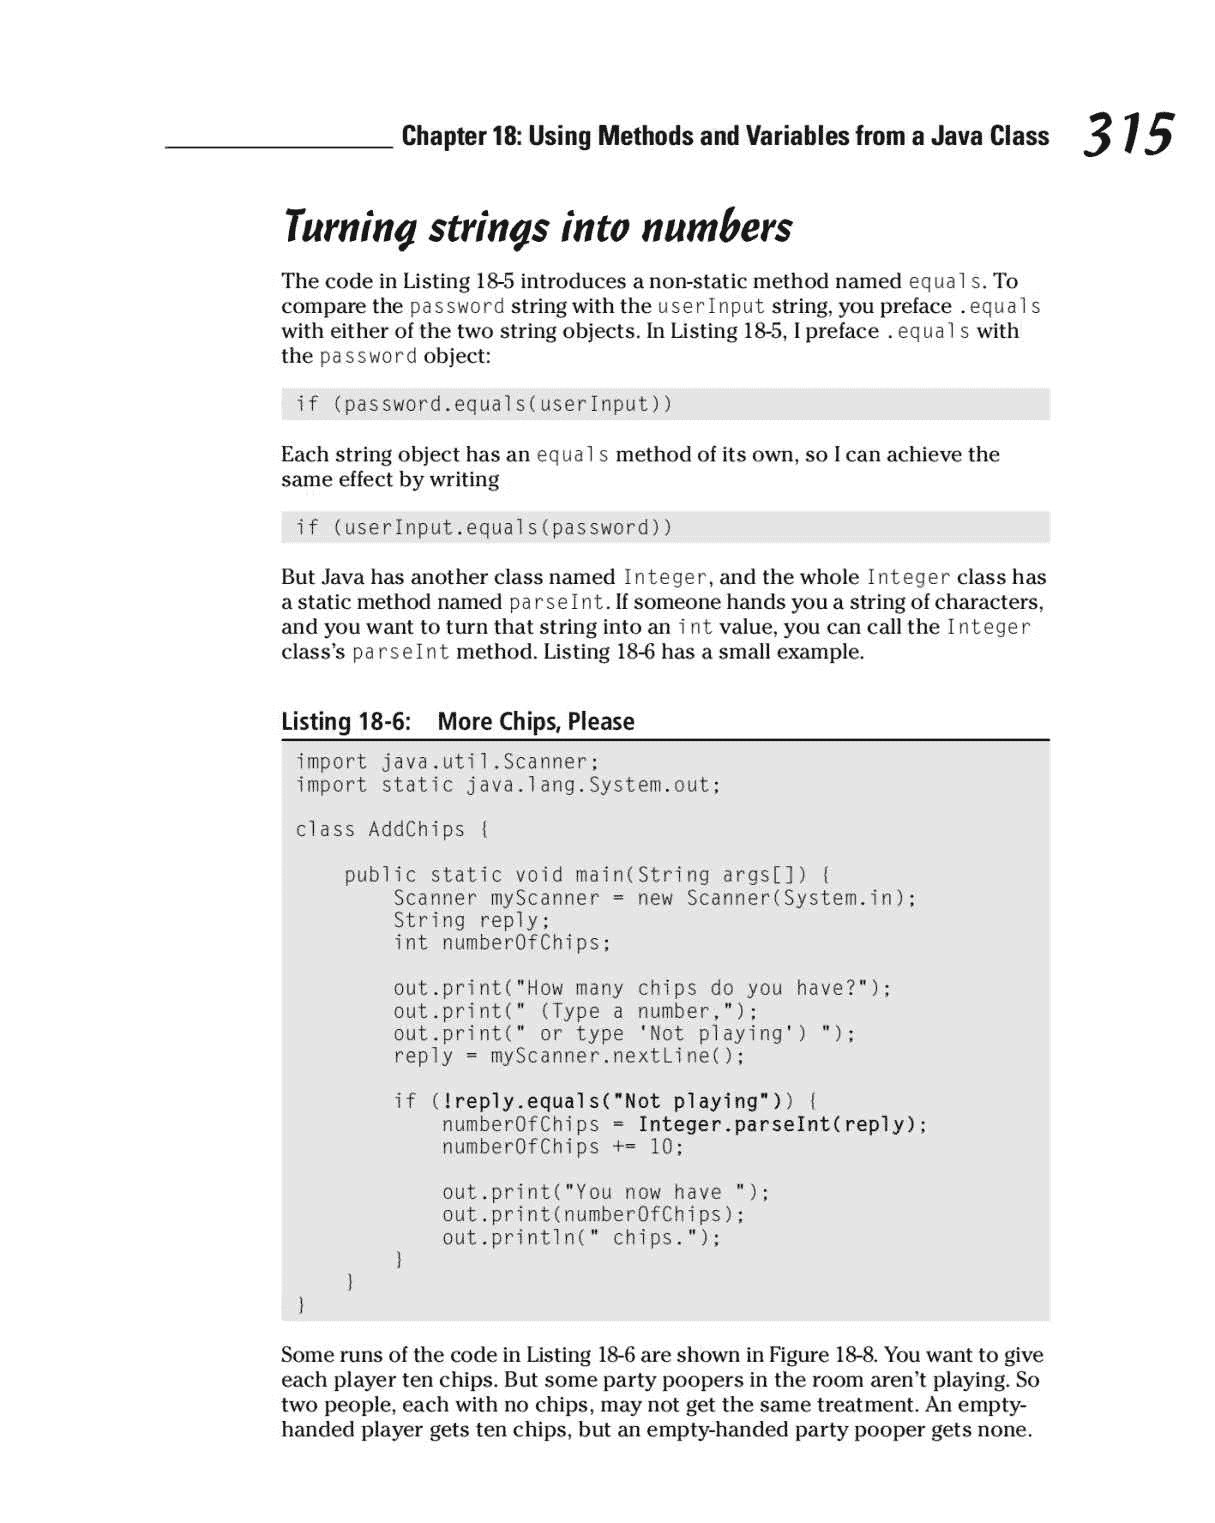 Chapter 18: Using Methods and Variables from a Java Class 315
Turning strings into numbers
The code in Listing 18-5 introduces a non-static method named equals. To
compare the password string with the userInput string, you preface .equals
with either of the two string objects. In Listing 18-5, I preface .equals with
the password object:
if (password.equals(userInput))
Each string object has an equals method of its own, so I can achieve the
same effect by writing
if (userInput.equals(password))
But Java has another class named Integer, and the whole Integer class has
a static method named parseInt. If someone hands you a string of characters,
and you want to turn that string into an int value, you can call the Integer
class’s parseInt method. Listing 18-6 has a small example.
Listing 18-6: More Chips, Please
import java.util.Scanner;
import static java.lang.System.out;
class AddChips {
public static void main(String args[]) {
Scanner myScanner = new Scanner(System.in);
String reply;
int numberOfChips;
out.print("How many chips do you have?");
out.print(" (Type a number,");
out.print(" or type 'Not playing') ");
reply = myScanner.nextLine();
if (!reply.equals("Not playing")) {
numberOfChips = Integer.parseInt(reply);
numberOfChips += 10;
out.print("You now have ");
out.print(numberOfChips);
out.println(" chips.");
}
}
}
Some runs of the code in Listing 18-6 are shown in Figure 18-8. You want to give
each player ten chips. But some party poopers in the room aren’t playing. So
two people, each with no chips, may not get the same treatment. An empty-
handed player gets ten chips, but an empty-handed party pooper gets none.